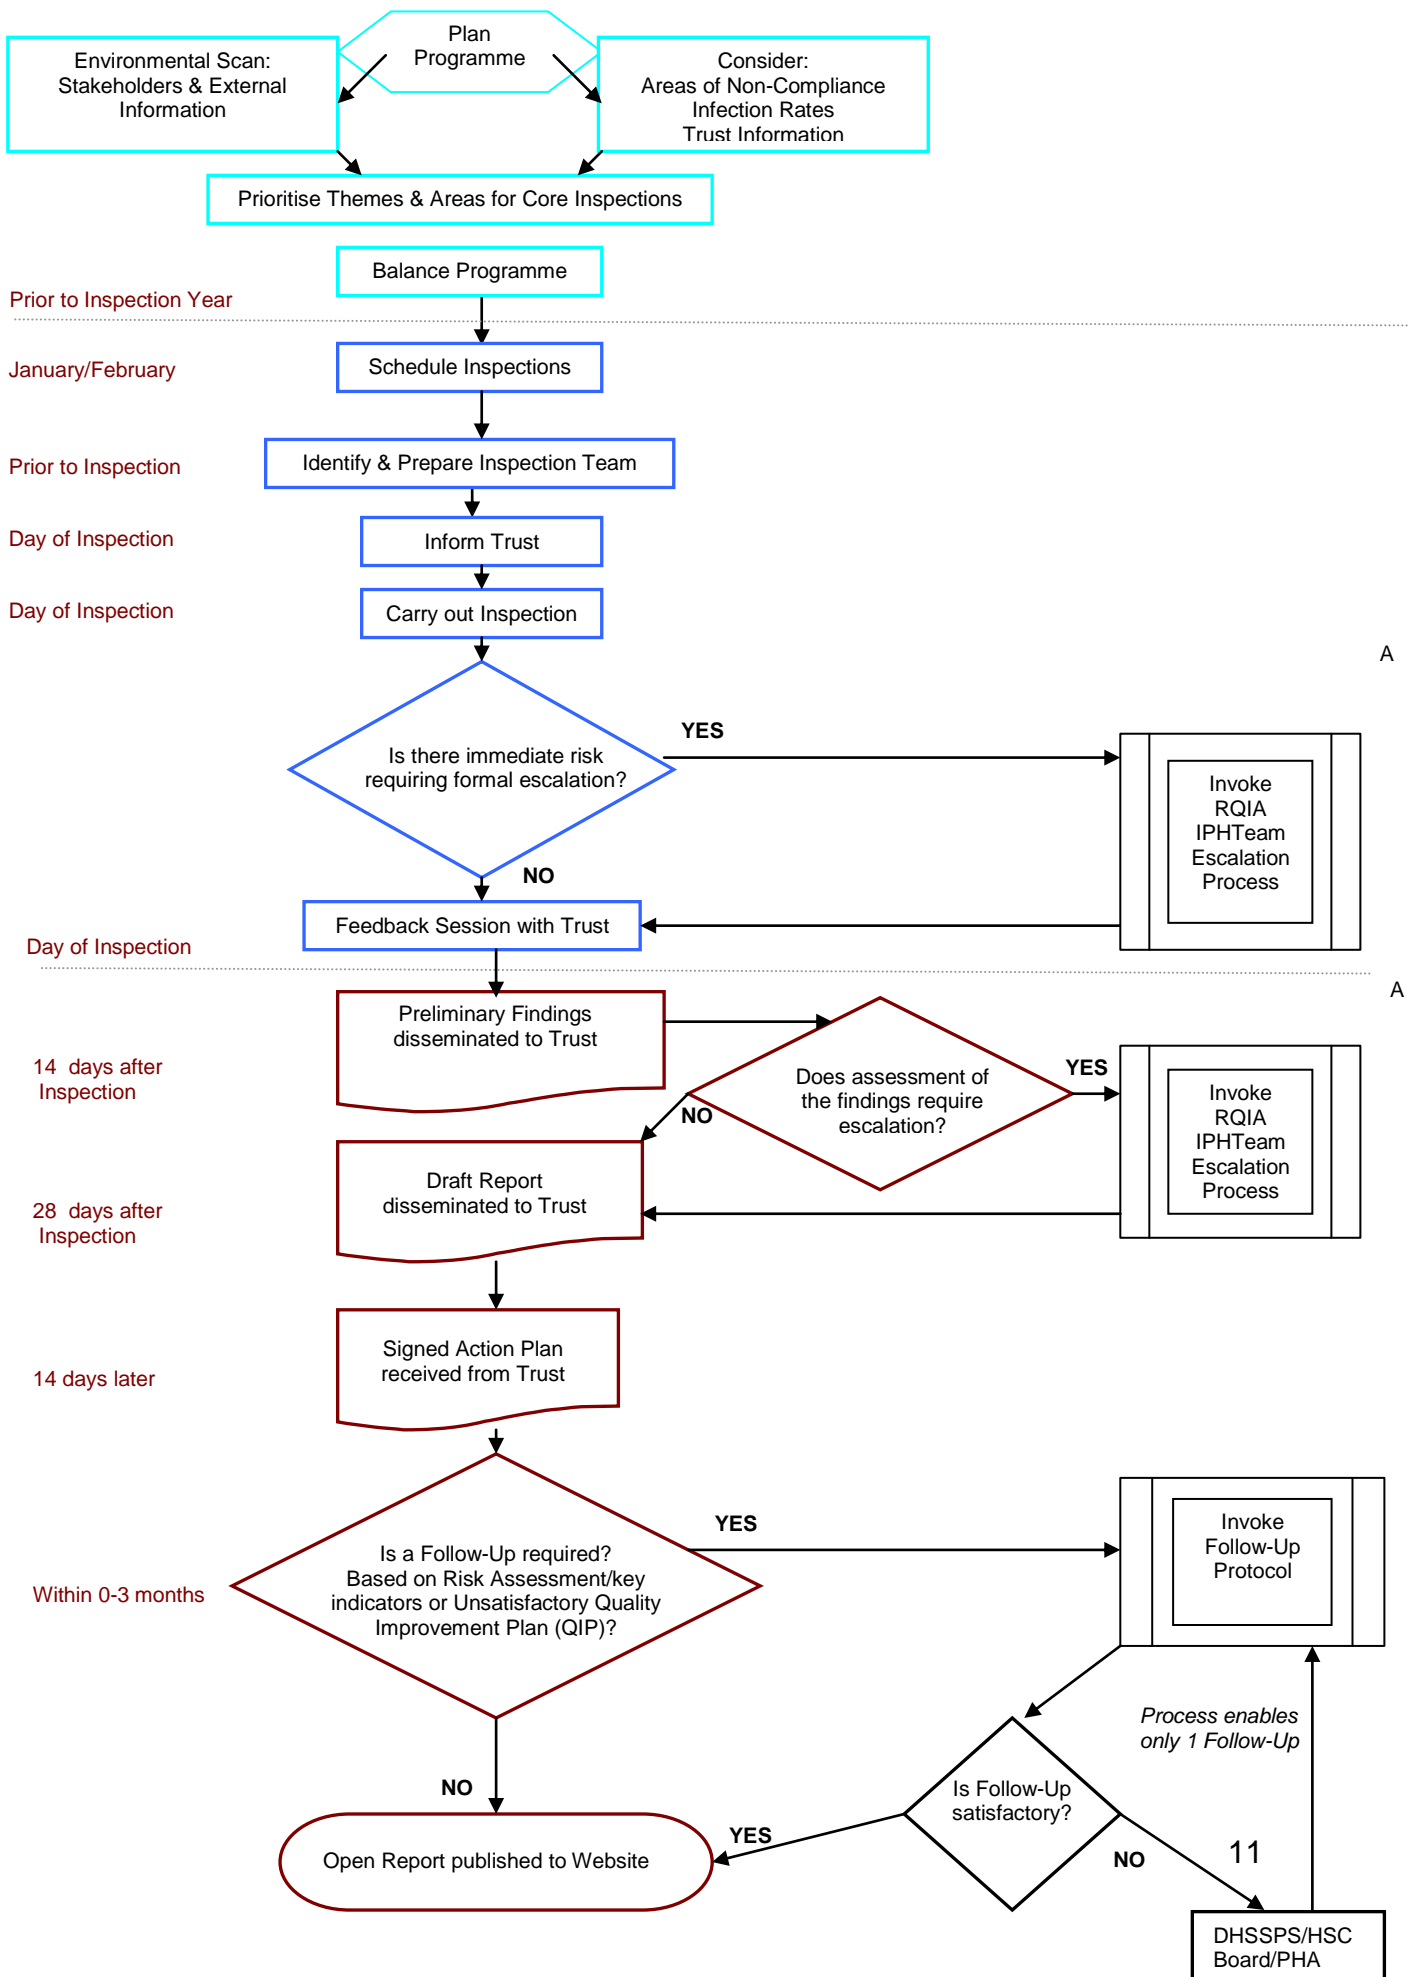 Plan
Programme
Environmental Scan:
Stakeholders & External
Information
Consider:
Areas of Non-Compliance
Infection Rates
Trust Information
Prioritise Themes & Areas for Core Inspections
Balance Programme
Prior to Inspection Year
January/February
Schedule Inspections
Prior to Inspection
Identify & Prepare Inspection Team
Day of Inspection
Inform Trust
Day of Inspection
Carry out Inspection
A
YES
Is there immediate risk
requiring formal escalation?
Invoke
RQIA
IPHTeam
Escalation
Process
NO
Feedback Session with Trust
Day of Inspection
A
Preliminary Findings
disseminated to Trust
14 days after
Inspection
Does assessment of
the findings require
escalation?
YES
NO
Invoke
RQIA
IPHTeam
Escalation
Process
Draft Report
disseminated to Trust
28 days after
Inspection
Signed Action Plan
received from Trust
14 days later
YES
Is a Follow-Up required?
Based on Risk Assessment/key
indicators or Unsatisfactory Quality
Improvement Plan (QIP)?
Within 0-3 months
Invoke
Follow-Up
Protocol
Process enables
only 1 Follow-Up
NO
Is Follow-Up
satisfactory?
YES
NO
11
Open Report published to Website
DHSSPS/HSC
Board/PHA